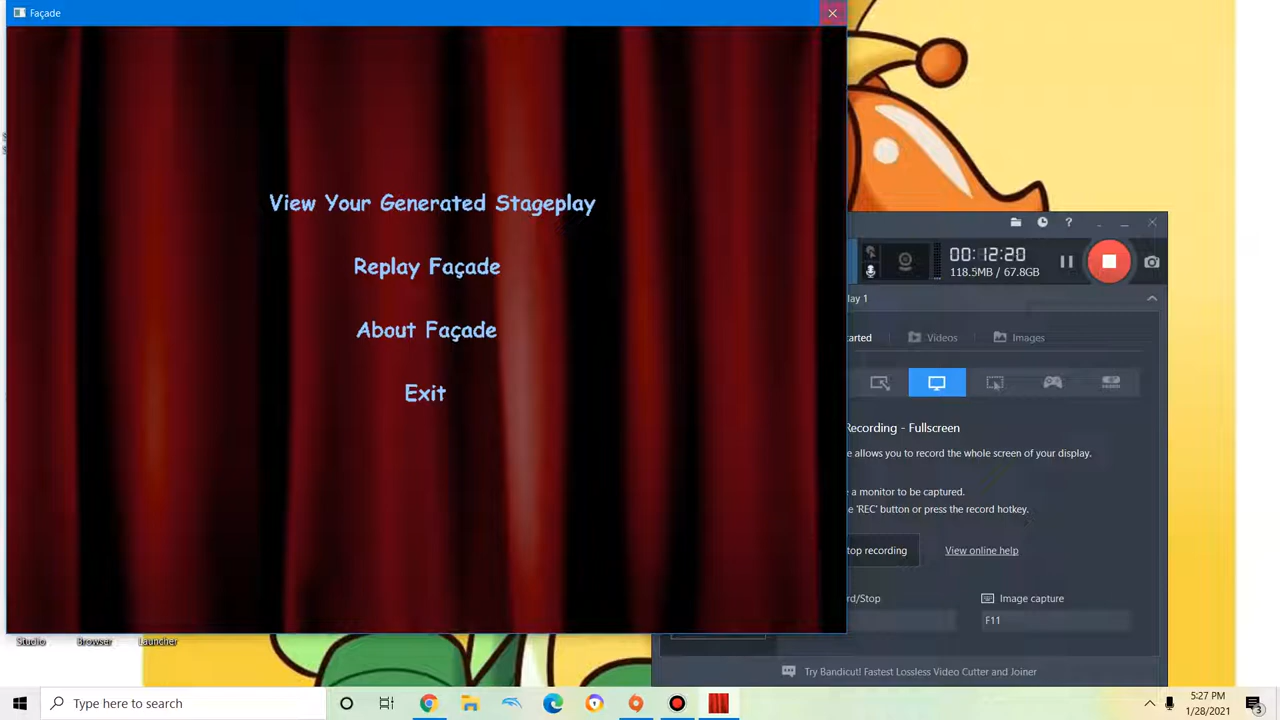 Façade
View Your Generated Stageplay
Replay Façade
About Façade
Exit
?
00:12:20
118.5MB / 67.8GB
lay 1
arted
Videos
Images
Recording - Fullscreen
e allows you to record the whole screen of your display.
e a monitor to be captured.
e 'REC' button or press the record hotkey.
top recording
View online help
rd/Stop
Image capture
F11
Try Bandicut! Fastest Lossless Video Cutter and Joiner
Studio
Browser
Launcher
Type here to search
5:27 PM
1/28/2021
3